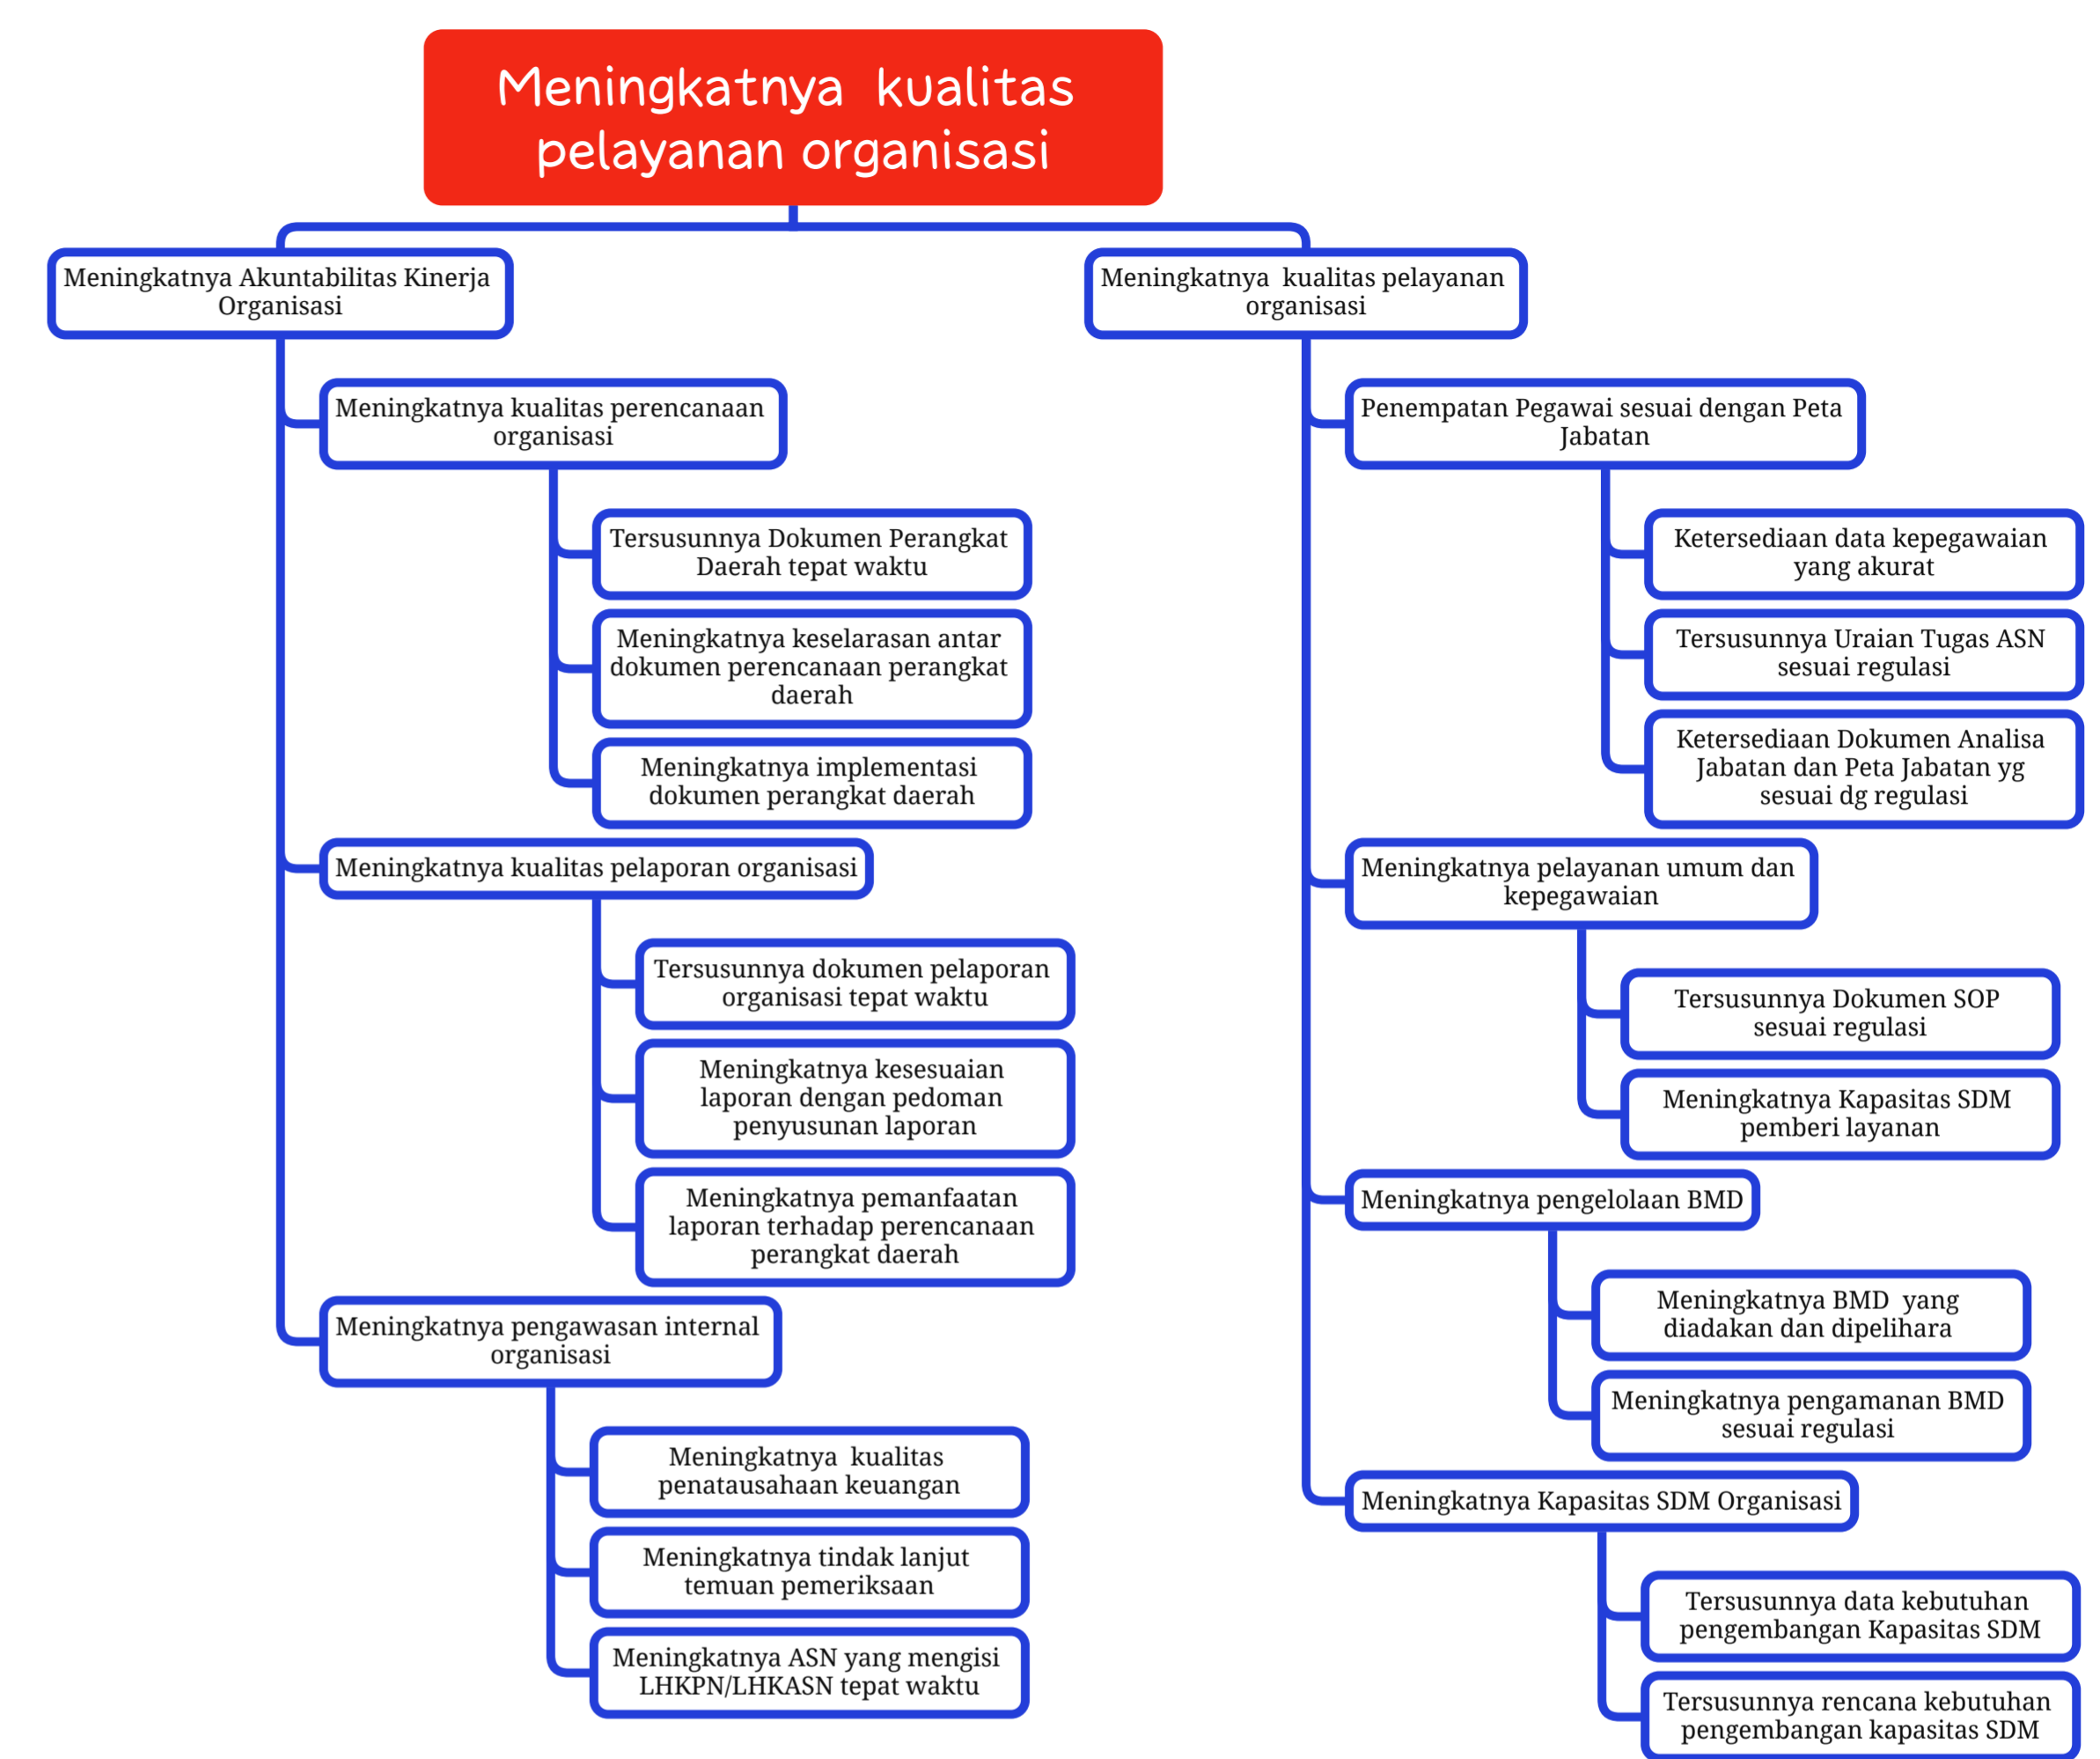 Meningkatnya kualitas
pelayanan organisasi
Meningkatnya Akuntabilitas Kinerja
Organisasi
Meningkatnya kualitas perencanaan
organisasi
Tersusunnya Dokumen Perangkat
Daerah tepat waktu
Meningkatnya keselarasan antar
dokumen perencanaan perangkat
daerah
Meningkatnya implementasi
dokumen perangkat daerah
Meningkatnya kualitas pelaporan organisasi
Tersusunnya dokumen pelaporan
organisasi tepat waktu
Meningkatnya kesesuaian
laporan dengan pedoman
penyusunan laporan
Meningkatnya pemanfaatan
laporan terhadap perencanaan
perangkat daerah
Meningkatnya pengawasan internal
organisasi
Meningkatnya kualitas
penatausahaan keuangan
Meningkatnya tindak lanjut
temuan pemeriksaan
Meningkatnya ASN yang mengisi
LHKPN/LHKASN tepat waktu
Meningkatnya kualitas pelayanan
organisasi
Penempatan Pegawai sesuai dengan Peta
Jabatan
Ketersediaan data kepegawaian
yang akurat
Tersusunnya Uraian Tugas ASN
sesuai regulasi
Ketersediaan Dokumen Analisa
Jabatan dan Peta Jabatan yg
sesuai dg regulasi
Meningkatnya pelayanan umum dan
kepegawaian
Tersusunnya Dokumen SOP
sesuai regulasi
Meningkatnya Kapasitas SDM
pemberi layanan
Meningkatnya pengelolaan BMD
Meningkatnya BMD yang
diadakan dan dipelihara
Meningkatnya pengamanan BMD
sesuai regulasi
Meningkatnya Kapasitas SDM Organisasi
Tersusunnya data kebutuhan
pengembangan Kapasitas SDM
Tersusunnya rencana kebutuhan
pengembangan kapasitas SDM